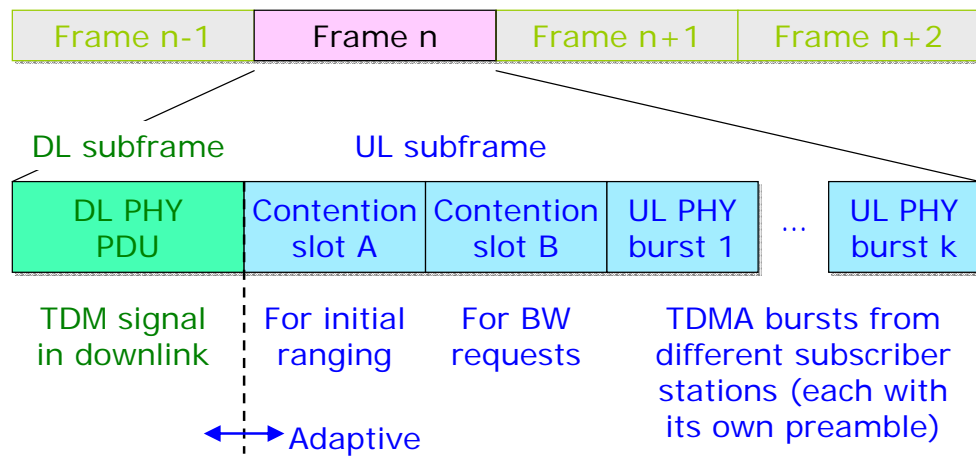 Frame n-1 Frame n Frame n+1 Frame n+2
DL subframe UL subframe
DL PHY PDU
Contention slot A
Contention slot B
UL PHY burst 1
...
UL PHY burst k
TDM signal
in downlink
For initial
ranging
For BW
requests
TDMA bursts from
different subscriber
stations (each with
its own preamble)
Adaptive